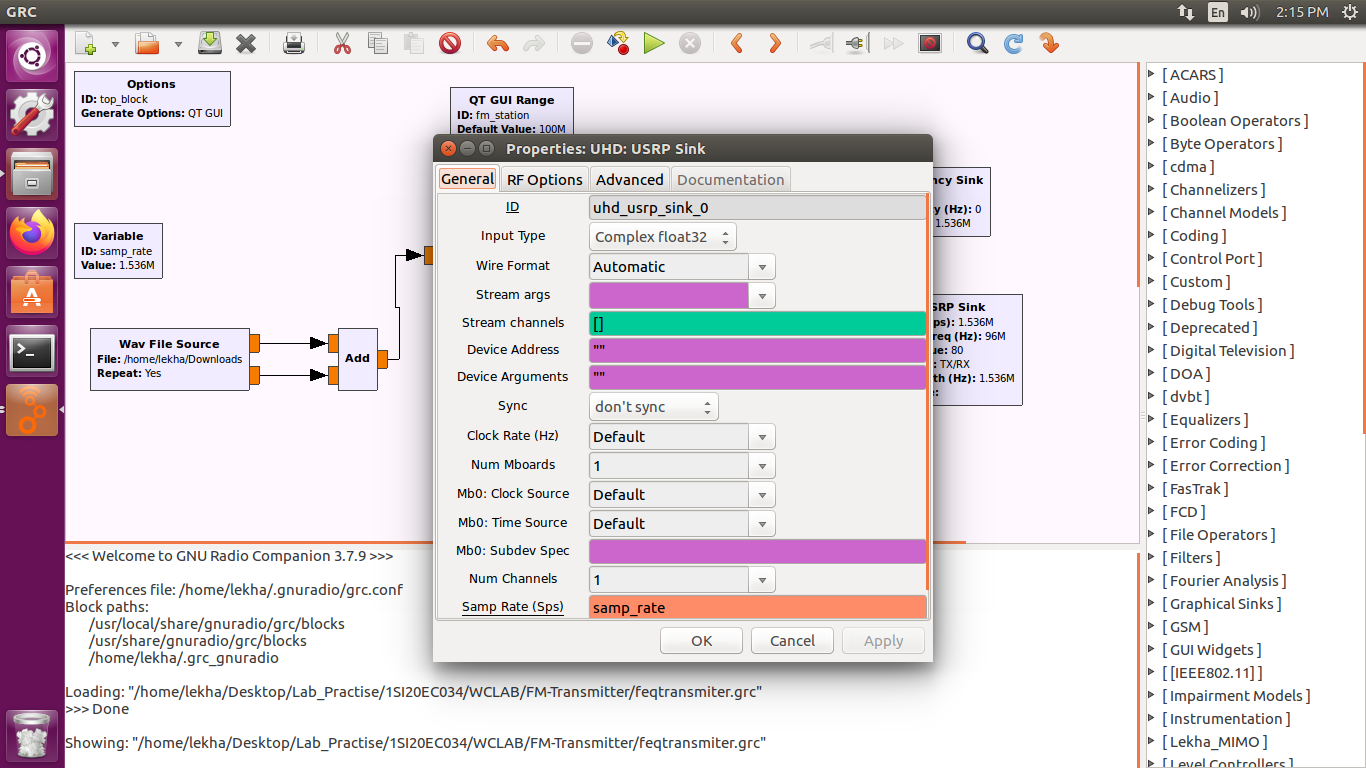 GRC
En
2:15 PM
Options
ID: top_block
Generate Options: QT GUI
QT GUI Range
ID: fm_station
Default Value: 100M
Variable
ID: samp_rate
Value: 1.536M
Wav File Source
File: /home/lekha/Downloads
Repeat: Yes
Add
ncy Sink
y (Hz): 0
1.536M
SRP Sink
ps): 1.536M
req (Hz): 96M
ue: 80
: TX/RX
th (Hz): 1.536M
e:
Properties: UHD: USRP Sink
General RF Options Advanced Documentation
ID uhd_usrp_sink_0
Input Type Complex float32
Wire Format Automatic
Stream args
Stream channels []
Device Address ""
Device Arguments ""
Sync don't sync
Clock Rate (Hz) Default
Num Mboards 1
Mb0: Clock Source Default
Mb0: Time Source Default
Mb0: Subdev Spec
Num Channels 1
Samp Rate (Sps) samp_rate
OK Cancel Apply
<<< Welcome to GNU Radio Companion 3.7.9 >>>
Preferences file: /home/lekha/.gnuradio/grc.conf
Block paths:
/usr/local/share/gnuradio/grc/blocks
/usr/share/gnuradio/grc/blocks
/home/lekha/.grc_gnuradio
Loading: "/home/lekha/Desktop/Lab_Practise/1SI20EC034/WCLAB/FM-Transmitter/feqtransmiter.grc"
>>> Done
Showing: "/home/lekha/Desktop/Lab_Practise/1SI20EC034/WCLAB/FM-Transmitter/feqtransmiter.grc"
[ ACARS ]
[ Audio ]
[ Boolean Operators ]
[ Byte Operators ]
[ cdma ]
[ Channelizers ]
[ Channel Models ]
[ Coding ]
[ Control Port ]
[ Custom ]
[ Debug Tools ]
[ Deprecated ]
[ Digital Television ]
[ DOA ]
[ dvbt ]
[ Equalizers ]
[ Error Coding ]
[ Error Correction ]
[ FasTrak ]
[ FCD ]
[ File Operators ]
[ Filters ]
[ Fourier Analysis ]
[ Graphical Sinks ]
[ GSM ]
[ GUI Widgets ]
[ [IEEE802.11] ]
[ Impairment Models ]
[ Instrumentation ]
[ Lekha_MIMO ]
[ Level Controllers ]